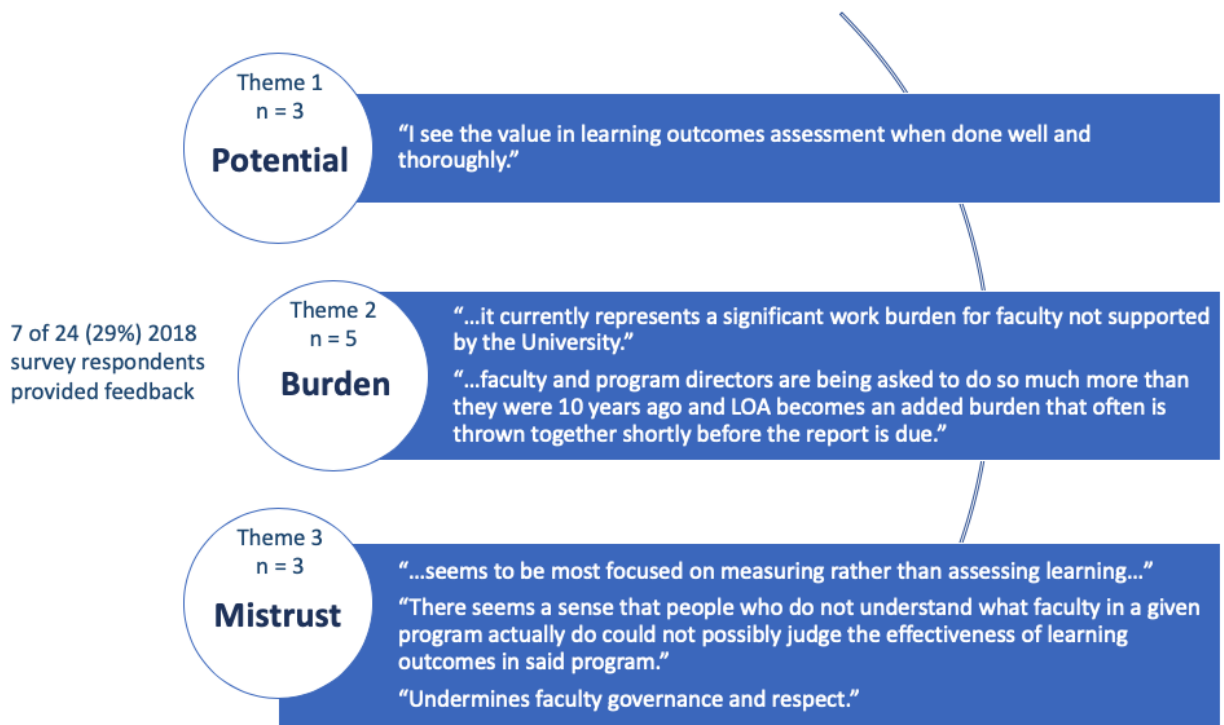 Theme 1
n = 3
Potential
“I see the value in learning outcomes assessment when done well and
thoroughly.”
7 of 24 (29%) 2018
survey respondents
provided feedback
Theme 2
n = 5
Burden
“...it currently represents a significant work burden for faculty not supported
by the University.”
“...faculty and program directors are being asked to do so much more than
they were 10 years ago and LOA becomes an added burden that often is
thrown together shortly before the report is due.”
Theme 3
n = 3
Mistrust
“...seems to be most focused on measuring rather than assessing learning...”
“There seems a sense that people who do not understand what faculty in a given
program actually do could not possibly judge the effectiveness of learning
outcomes in said program.”
“Undermines faculty governance and respect.”